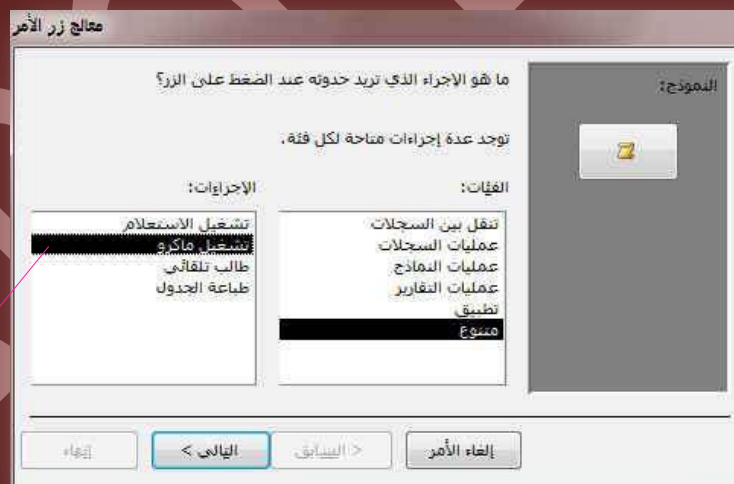 معالج زر الأمر
النموذج:
ما هو الإجراء الذي تريد حدوثه عند الضغط على الزر؟
توجد عدة إجراءات متاحة لكل فئة.
الفئات:
تنقل بين السجلات
عمليات السجلات
عمليات النماذج
عمليات التقارير
تطبيق
متنوع
الإجراءات:
تشغيل الاستعلام
تشغيل ماكرو
طالب تلقائي
طباعة الجدول
إلغاء الأمر
< السابق
التالي >
إنهاء